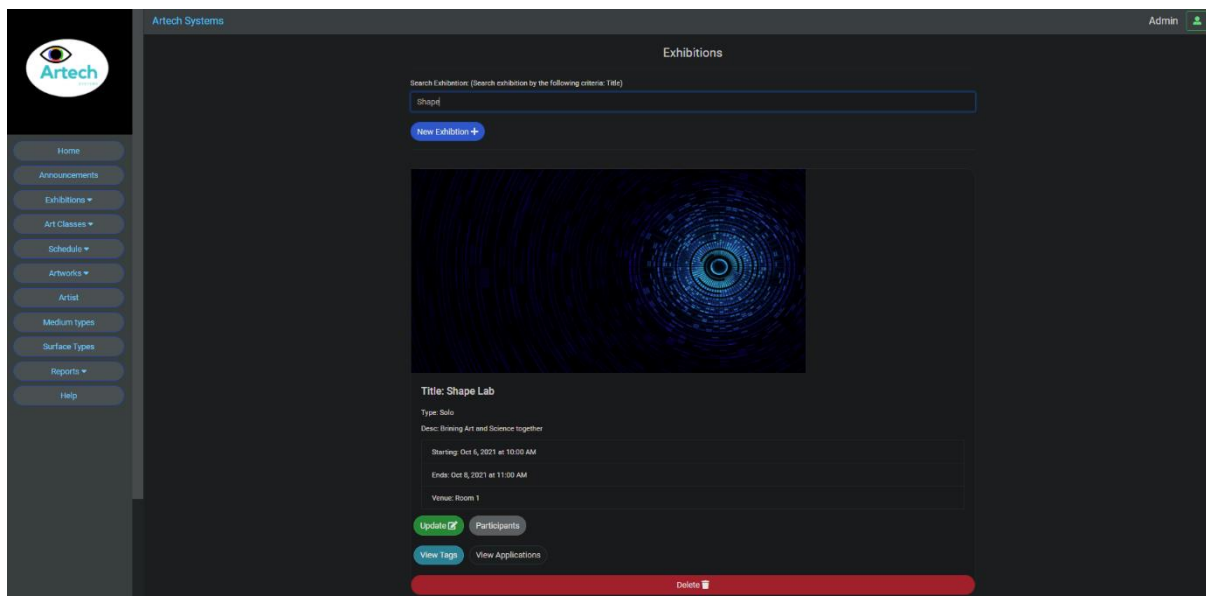 Artech Systems
Admin
Artech
Home
Announcements
Exhibitions
Art Classes
Schedule
Artworks
Artist
Medium types
Surface Types
Reports
Help
Exhibitions
Search Exhibntion: (Search exhibition by the following criteria: Title)
Shape
New Exhibtion +
Title: Shape Lab
Type: Solo
Desc: Brining Art and Science together
Starting: Oct 6, 2021 at 10:00 AM
Ends: Oct 8, 2021 at 11:00 AM
Venue: Room 1
Update
Participants
View Tags
View Applications
Delete